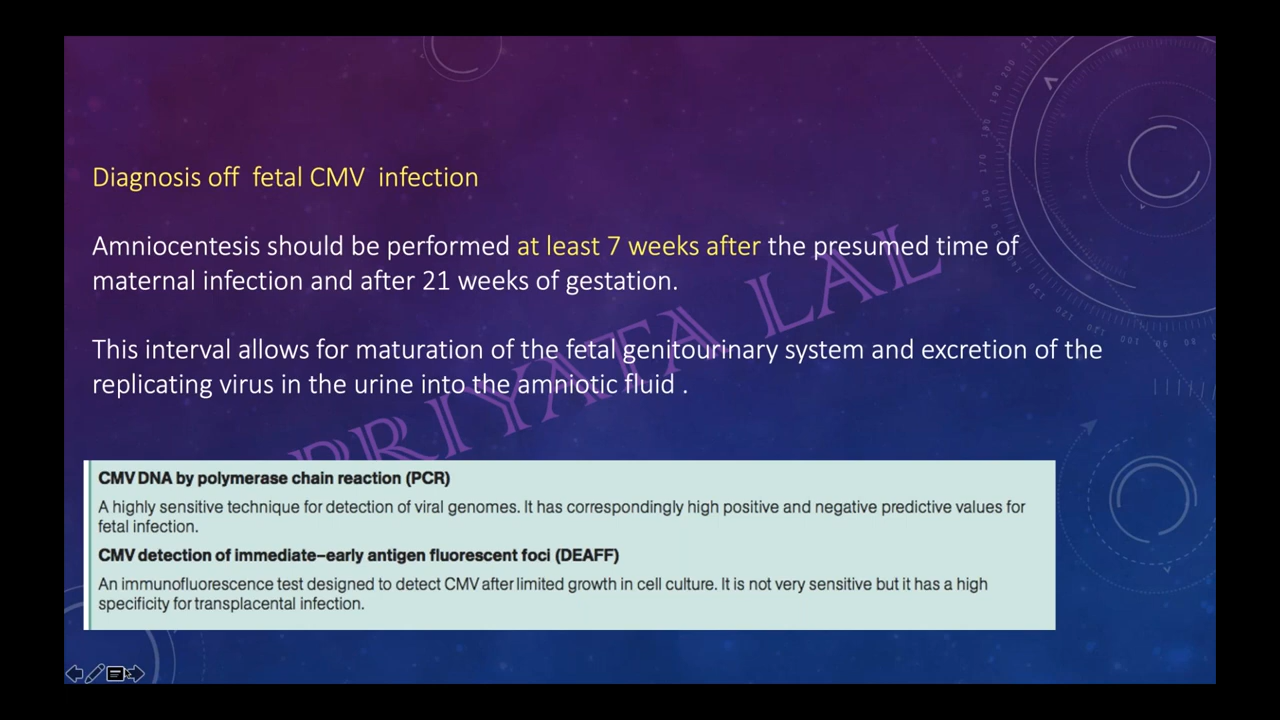 Diagnosis off fetal CMV infection
Amniocentesis should be performed at least 7 weeks after the presumed time of
maternal infection and after 21 weeks of gestation.
This interval allows for maturation of the fetal genitourinary system and excretion of the
replicating virus in the urine into the amniotic fluid .
PRIYATA LAL
CMV DNA by polymerase chain reaction (PCR)
A highly sensitive technique for detection of viral genomes. It has correspondingly high positive and negative predictive values for
fetal infection.
CMV detection of immediate–early antigen fluorescent foci (DEAFF)
An immunofluorescence test designed to detect CMV after limited growth in cell culture. It is not very sensitive but it has a high
specificity for transplacental infection.